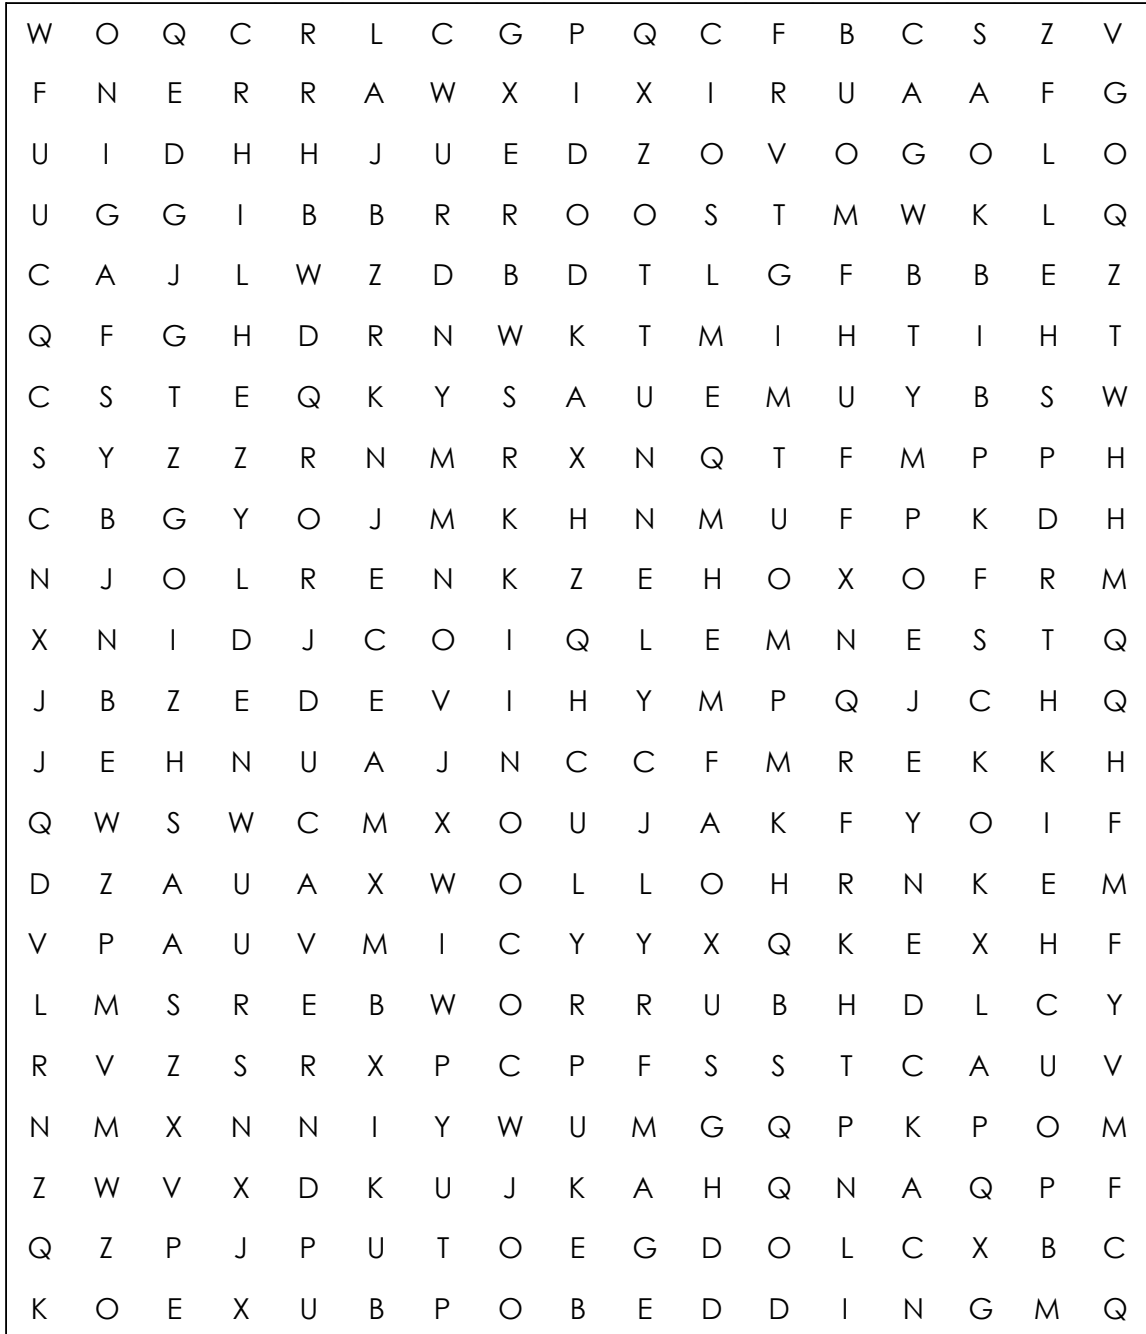 W O Q C R L C G P Q C F B C S Z V
F N E R R A W X I X I R U A A F G
U I D H H J U E D Z O V O G O L O
U G G I B B R R O O S T M W K L Q
C A J L W Z D B D T L G F B B E Z
Q F G H D R N W K T M I H T I H T
C S T E Q K Y S A U E M U Y B S W
S Y Z Z R N M R X N Q T F M P P H
C B G Y O J M K H N M U F P K D H
N J O L R E N K Z E H O X O F R M
X N I D J C O I Q L E M N E S T Q
J B Z E D E V I H Y M P Q J C H Q
J E H N U A J N C C F M R E K K H
Q W S W C M X O U J A K F Y O I F
D Z A U A X W O L L O H R N K E M
V P A U V M I C Y Y X Q K E X H F
L M S R E B W O R R U B H D L C Y
R V Z S R X P C P F S S T C A U V
N M X N N I Y W U M G Q P K P O M
Z W V X D K U J K A H Q N A Q P F
Q Z P J P U T O E G D O L C X B C
K O E X U B P O B E D D I N G M Q